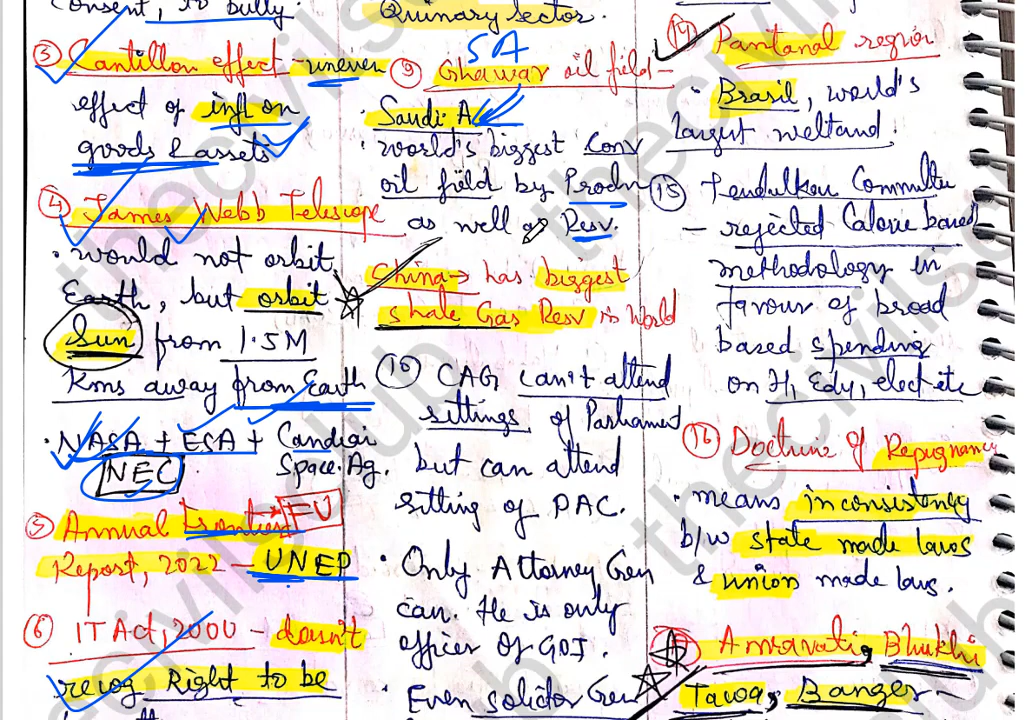 consent, to bully.
③ Cantillon effect - uneven
effect of infl on
goods & assets
④ James Webb Telescope
· would not orbit
Earth, but orbit
Sun from 1.5M
Kms away from Earth
· NASA + ESA +
Space. Ag.
NEC
EU
⑤ Annual Frontiers
Report, 2022 - UNEP
⑥ IT Act, 2000 - doesn't
recog Right to be
Quinary sector.
SA
⑨ Ghawar oil field -
Saudi A
· world's biggest Conv
oil field by Prodn
as well as Resv.
China → has biggest
shale Gas Resv in World
⑩ CAG can't attend
sittings of Parliament
but can attend
sitting of PAC.
· Only Attorney Gen
can. He is only
officer of GOI.
· Even solicitor Gen
⑭ Pantanal region
· Brasil, world's
largest wetland.
⑮ Tendulkar Committee
- rejected Calorie based
methodology in
favour of broad
based spending
on H, Edu, elect etc
⑯ Doctrine of Repugnancy
· means inconsistency
b/w state made laws
& union made laws.
Amravati, Bhukhi
Tawa, Banger -
thecivilsclub